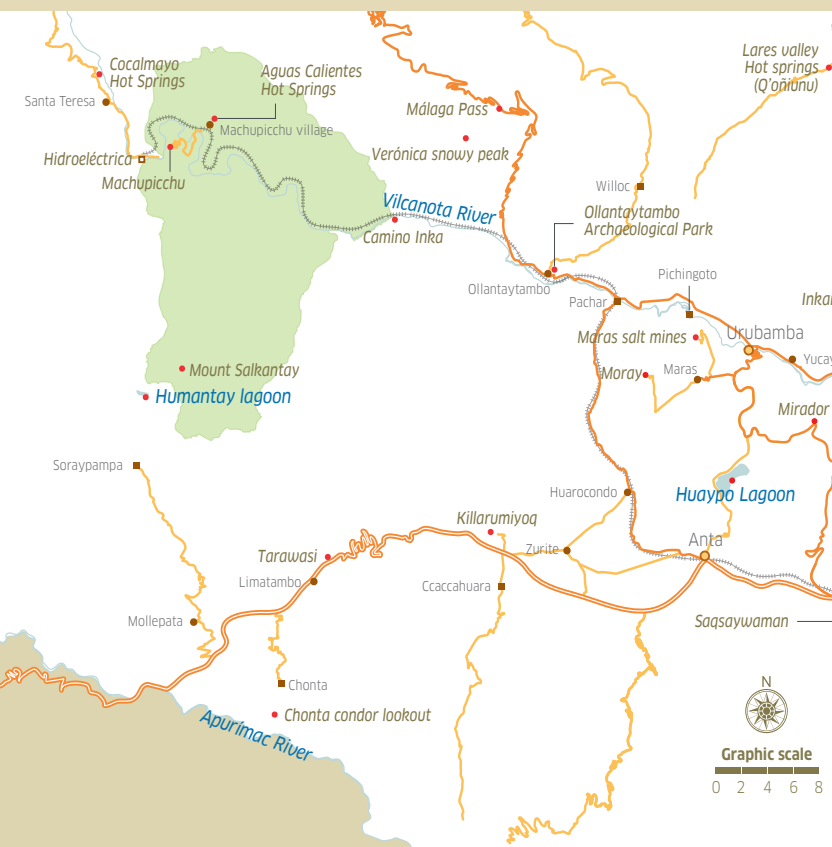 Cocalmayo
Hot Springs
Santa Teresa
Aguas Calientes
Hot Springs
Machupicchu village
Hidroeléctrica
Machupicchu
Málaga Pass
Verónica snowy peak
Lares valley
Hot springs
(Q'oñiunu)
Willoc
Vilcanota River
Camino Inka
Ollantaytambo
Archaological Park
Ollantaytambo
Pachar
Pichingoto
Inka
Maras salt mines
Urubamba
Yucay
Moray
Maras
Mount Salkantay
Humantay lagoon
Mirador
Soraypampa
Huarocondo
Huaypo Lagoon
Killarumiyoq
Zurite
Anta
Tarawasi
Limatambo
Ccaccahuara
Mollepata
Saqsaywaman
Chonta
Chonta condor lookout
Apurímac River
N
Graphic scale
0 2 4 6 8